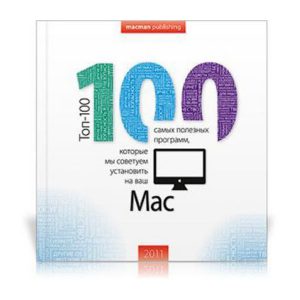 macman publishing
Топ-100
100
самых полезных
программ,
которые
мы советуем
установить
на ваш
Mac
2011